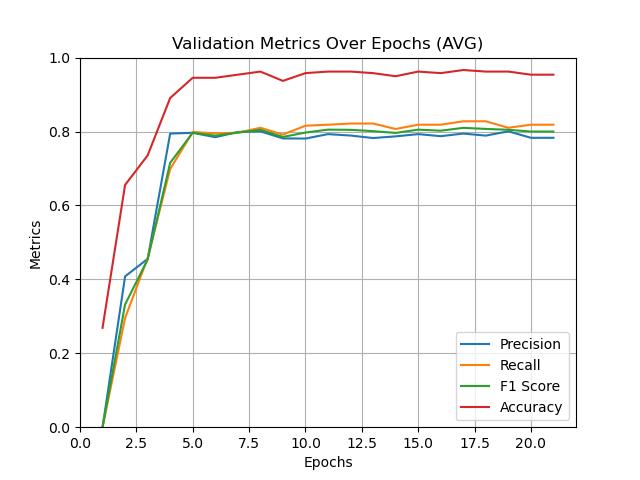 Validation Metrics Over Epochs (AVG)
1.0
0.8
0.6
0.4
0.2
0.0
Metrics
Precision
Recall
F1 Score
Accuracy
0.0 2.5 5.0 7.5 10.0 12.5 15.0 17.5 20.0
Epochs